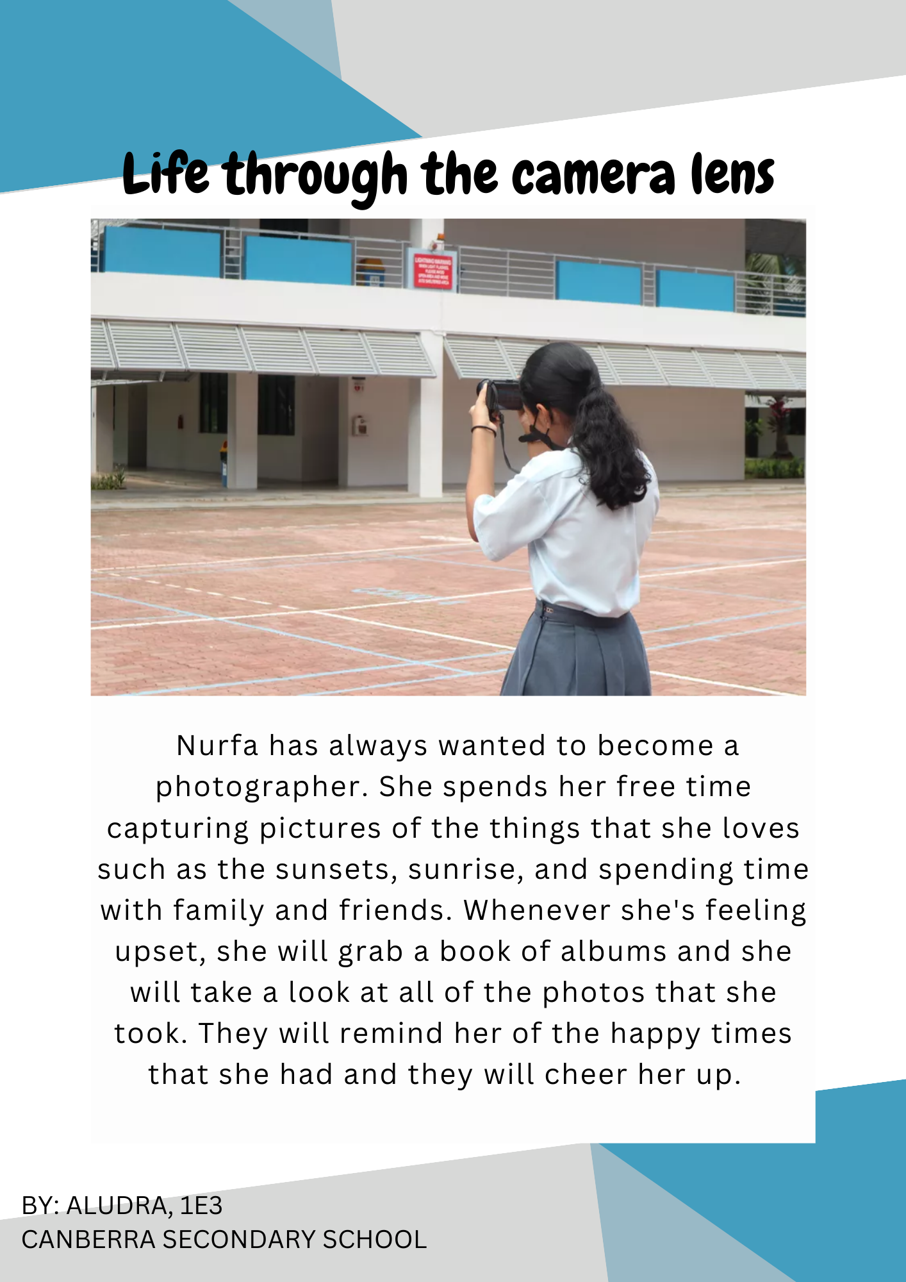 Life through the camera lens
LIGHTNING WARNING
Nurfa has always wanted to become a
photographer. She spends her free time
capturing pictures of the things that she loves
such as the sunsets, sunrise, and spending time
with family and friends. Whenever she's feeling
upset, she will grab a book of albums and she
will take a look at all of the photos that she
took. They will remind her of the happy times
that she had and they will cheer her up.
BY: ALUDRA, 1E3
CANBERRA SECONDARY SCHOOL